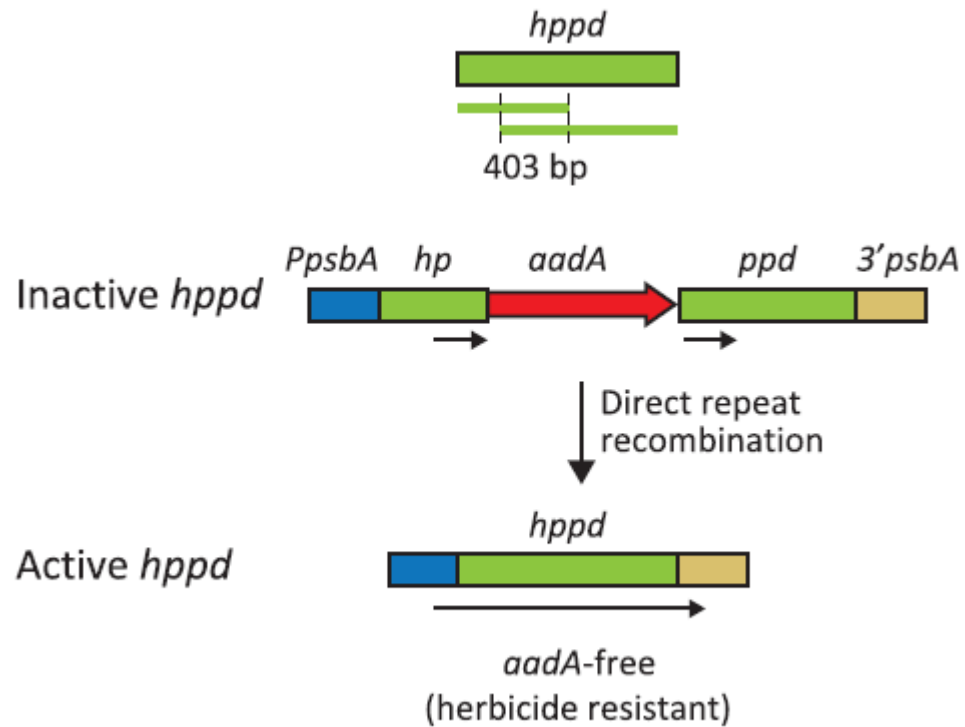 hppd
403 bp
PpsbA hp aadA ppd 3'psbA
Inactive hppd
Direct repeat
recombination
hppd
Active hppd
aadA-free
(herbicide resistant)